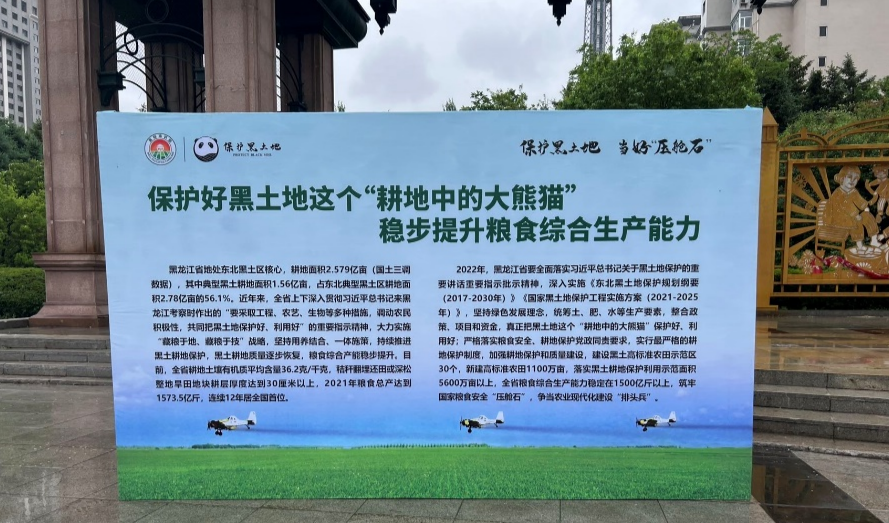 保护黑土地
PROTECT BLACK SOIL
保护黑土地 当好“压舱石”
保护好黑土地这个“耕地中的大熊猫”
稳步提升粮食综合生产能力
黑龙江省地处东北黑土区核心，耕地面积2.579亿亩（国土三调
数据），其中典型黑土耕地面积1.56亿亩，占东北典型黑土区耕地面
积2.78亿亩的56.1%。近年来，全省上下深入贯彻习近平总书记来黑
龙江考察时作出的“要采取工程、农艺、生物等多种措施，调动农民
积极性，共同把黑土地保护好、利用好”的重要指示精神，大力实施
“藏粮于地、藏粮于技”战略，坚持用养结合、一体施策，持续推进
黑土耕地保护，黑土耕地质量逐步恢复，粮食综合产能稳步提升。目
前，全省耕地土壤有机质平均含量36.2克/千克，秸秆翻埋还田或深松
整地旱田地块耕层厚度达到30厘米以上，2021年粮食总产达到
1573.5亿斤，连续12年居全国首位。
2022年，黑龙江省要全面落实习近平总书记关于黑土地保护的重
要讲话重要指示批示精神，深入实施《东北黑土地保护规划纲要
（2017-2030年）》《国家黑土地保护工程实施方案（2021-2025
年）》，坚持绿色发展理念，统筹土、肥、水等生产要素，整合政
策、项目和资金，真正把黑土地这个“耕地中的大熊猫”保护好、利
用好；严格落实粮食安全、耕地保护党政同责要求，实行最严格的耕
地保护制度，加强耕地保护和质量建设，建设黑土高标准农田示范区
30个，新建高标准农田1100万亩，落实黑土耕地保护利用示范面积
5600万亩以上，全省粮食综合生产能力稳定在1500亿斤以上，筑牢
国家粮食安全“压舱石”，争当农业现代化建设“排头兵”。